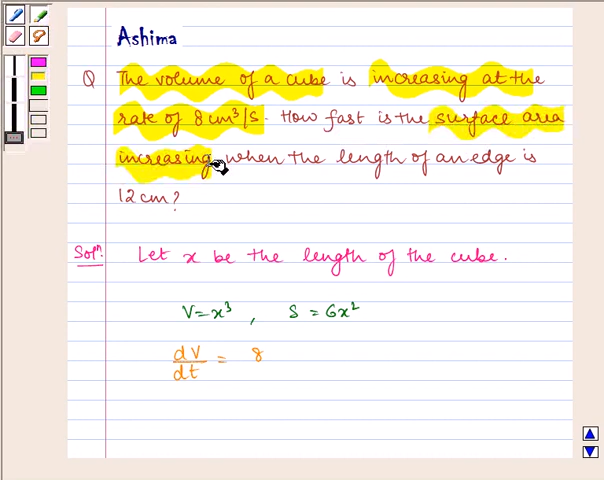 Ashima
Q The volume of a cube is increasing at the
rate of 8 cm³/s. How fast is the surface area
increasing when the length of an edge is
12 cm?
Solⁿ. Let x be the length of the cube.
V=x³ , S = 6x²
dV/dt = 8